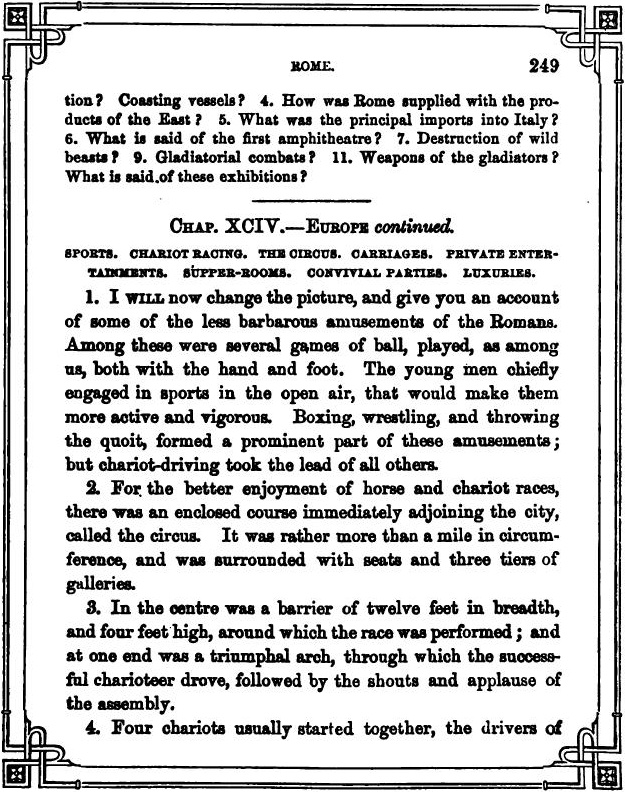 ROME. 249
tion? Coasting vessels? 4. How was Rome supplied with the pro-
ducts of the East? 5. What was the principal imports into Italy?
6. What is said of the first amphitheatre? 7. Destruction of wild
beasts? 9. Gladiatorial combats? 11. Weapons of the gladiators?
What is said of these exhibitions?
CHAP. XCIV.—EUROPE continued.
SPORTS. CHARIOT RACING. THE CIRCUS. CARRIAGES. PRIVATE ENTER-
TAINMENTS. SUPPER-ROOMS. CONVIVIAL PARTIES. LUXURIES.
1. I WILL now change the picture, and give you an account
of some of the less barbarous amusements of the Romans.
Among these were several games of ball, played, as among
us, both with the hand and foot. The young men chiefly
engaged in sports in the open air, that would make them
more active and vigorous. Boxing, wrestling, and throwing
the quoit, formed a prominent part of these amusements;
but chariot-driving took the lead of all others.
2. For the better enjoyment of horse and chariot races,
there was an enclosed course immediately adjoining the city,
called the circus. It was rather more than a mile in circum-
ference, and was surrounded with seats and three tiers of
galleries.
3. In the centre was a barrier of twelve feet in breadth,
and four feet high, around which the race was performed; and
at one end was a triumphal arch, through which the success-
ful charioteer drove, followed by the shouts and applause of
the assembly.
4. Four chariots usually started together, the drivers of